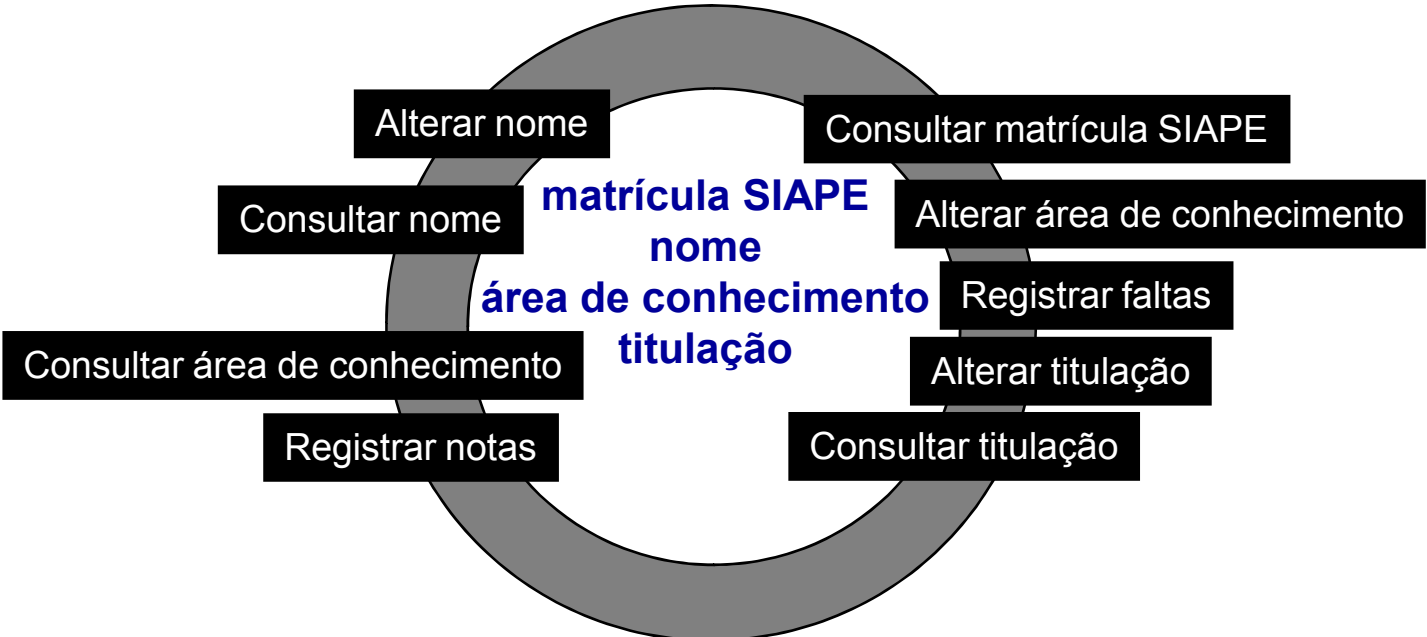 Alterar nome
Consultar matrícula SIAPE
Consultar nome
matrícula SIAPE
nome
área de conhecimento
titulação
Alterar área de conhecimento
Registrar faltas
Consultar área de conhecimento
Alterar titulação
Registrar notas
Consultar titulação